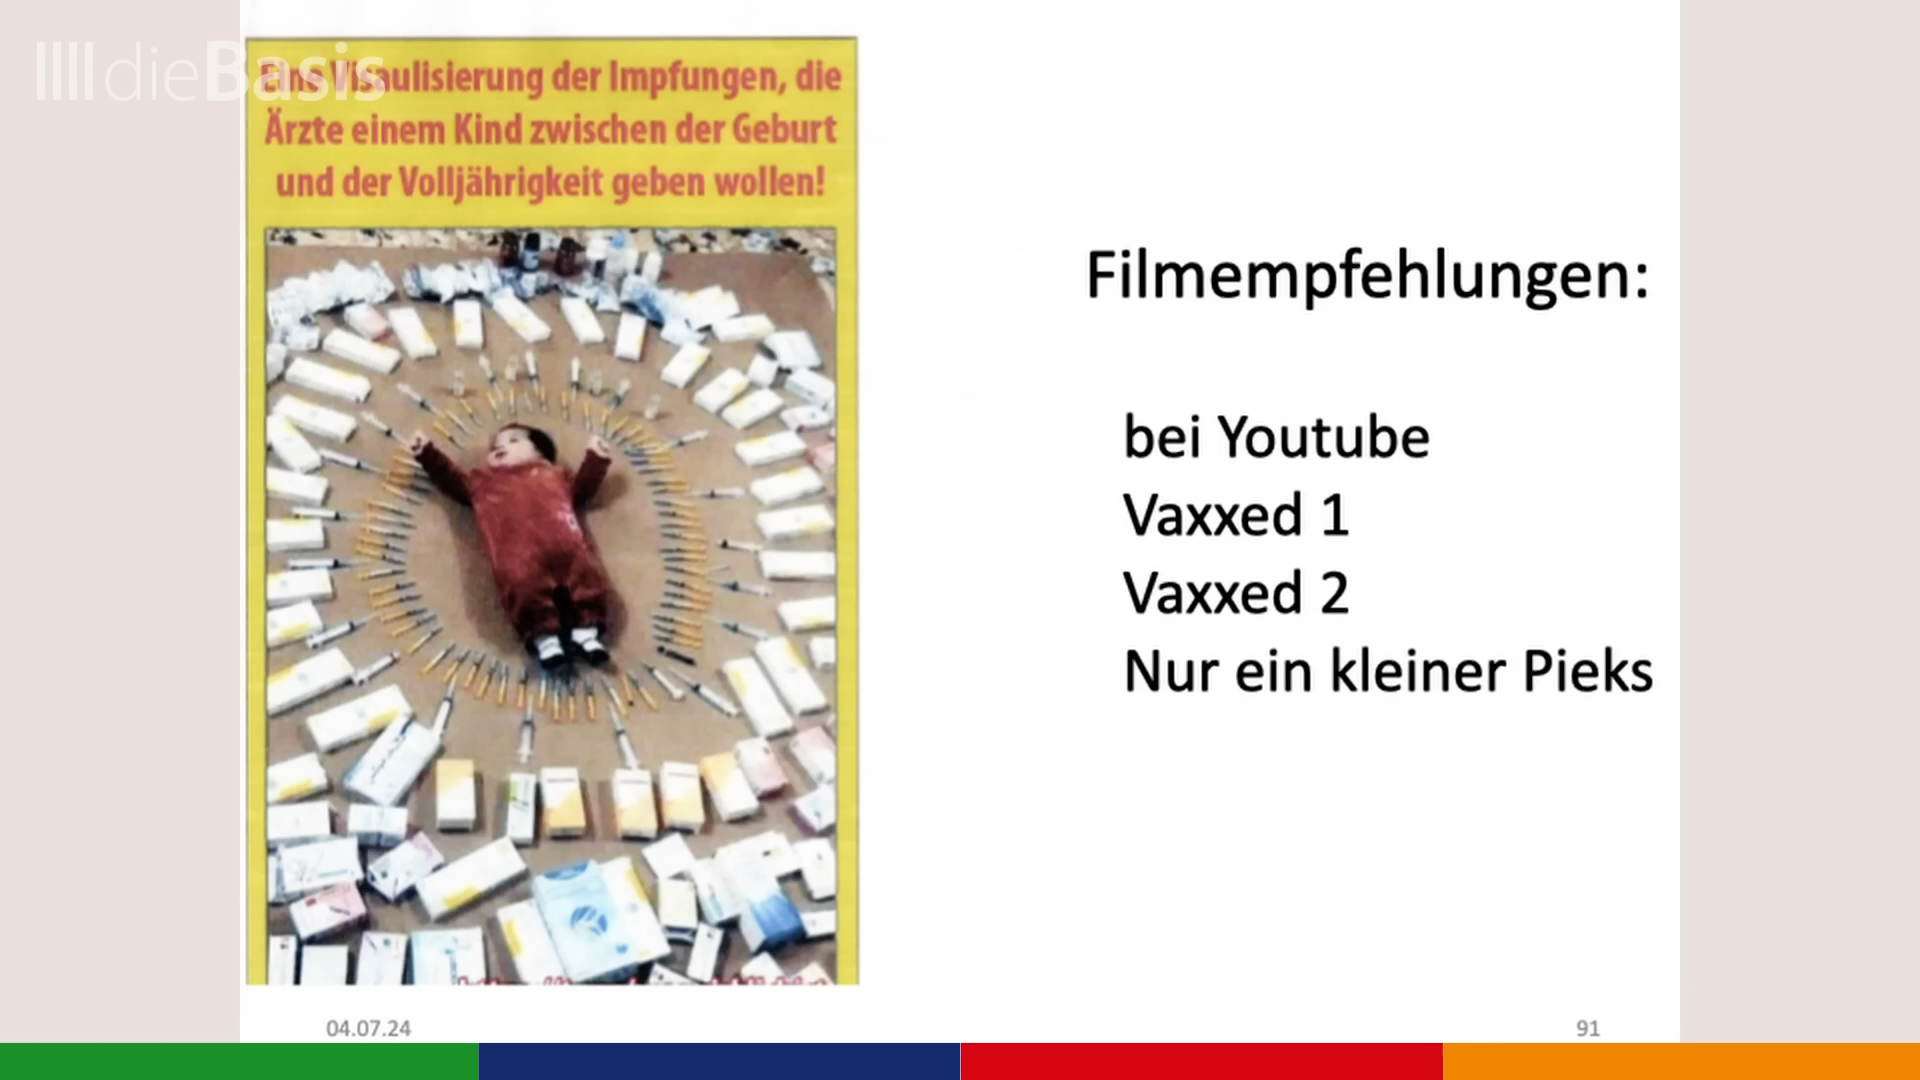 dieBasis
Eine Visaulisierung der Impfungen, die
Ärzte einem Kind zwischen der Geburt
und der Volljährigkeit geben wollen!
Filmempfehlungen:
bei Youtube
Vaxxed 1
Vaxxed 2
Nur ein kleiner Pieks
04.07.24
91